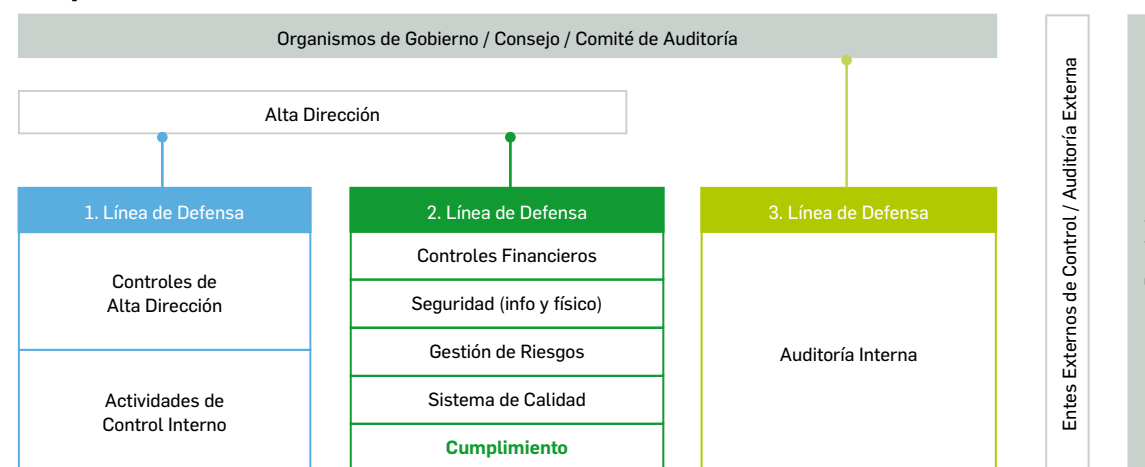 Organismos de Gobierno / Consejo / Comité de Auditoría
Alta Dirección
1. Línea de Defensa
Controles de
Alta Dirección
Actividades de
Control Interno
2. Línea de Defensa
Controles Financieros
Seguridad (info y físico)
Gestión de Riesgos
Sistema de Calidad
Cumplimiento
3. Línea de Defensa
Auditoría Interna
Entes Externos de Control / Auditoría Externa